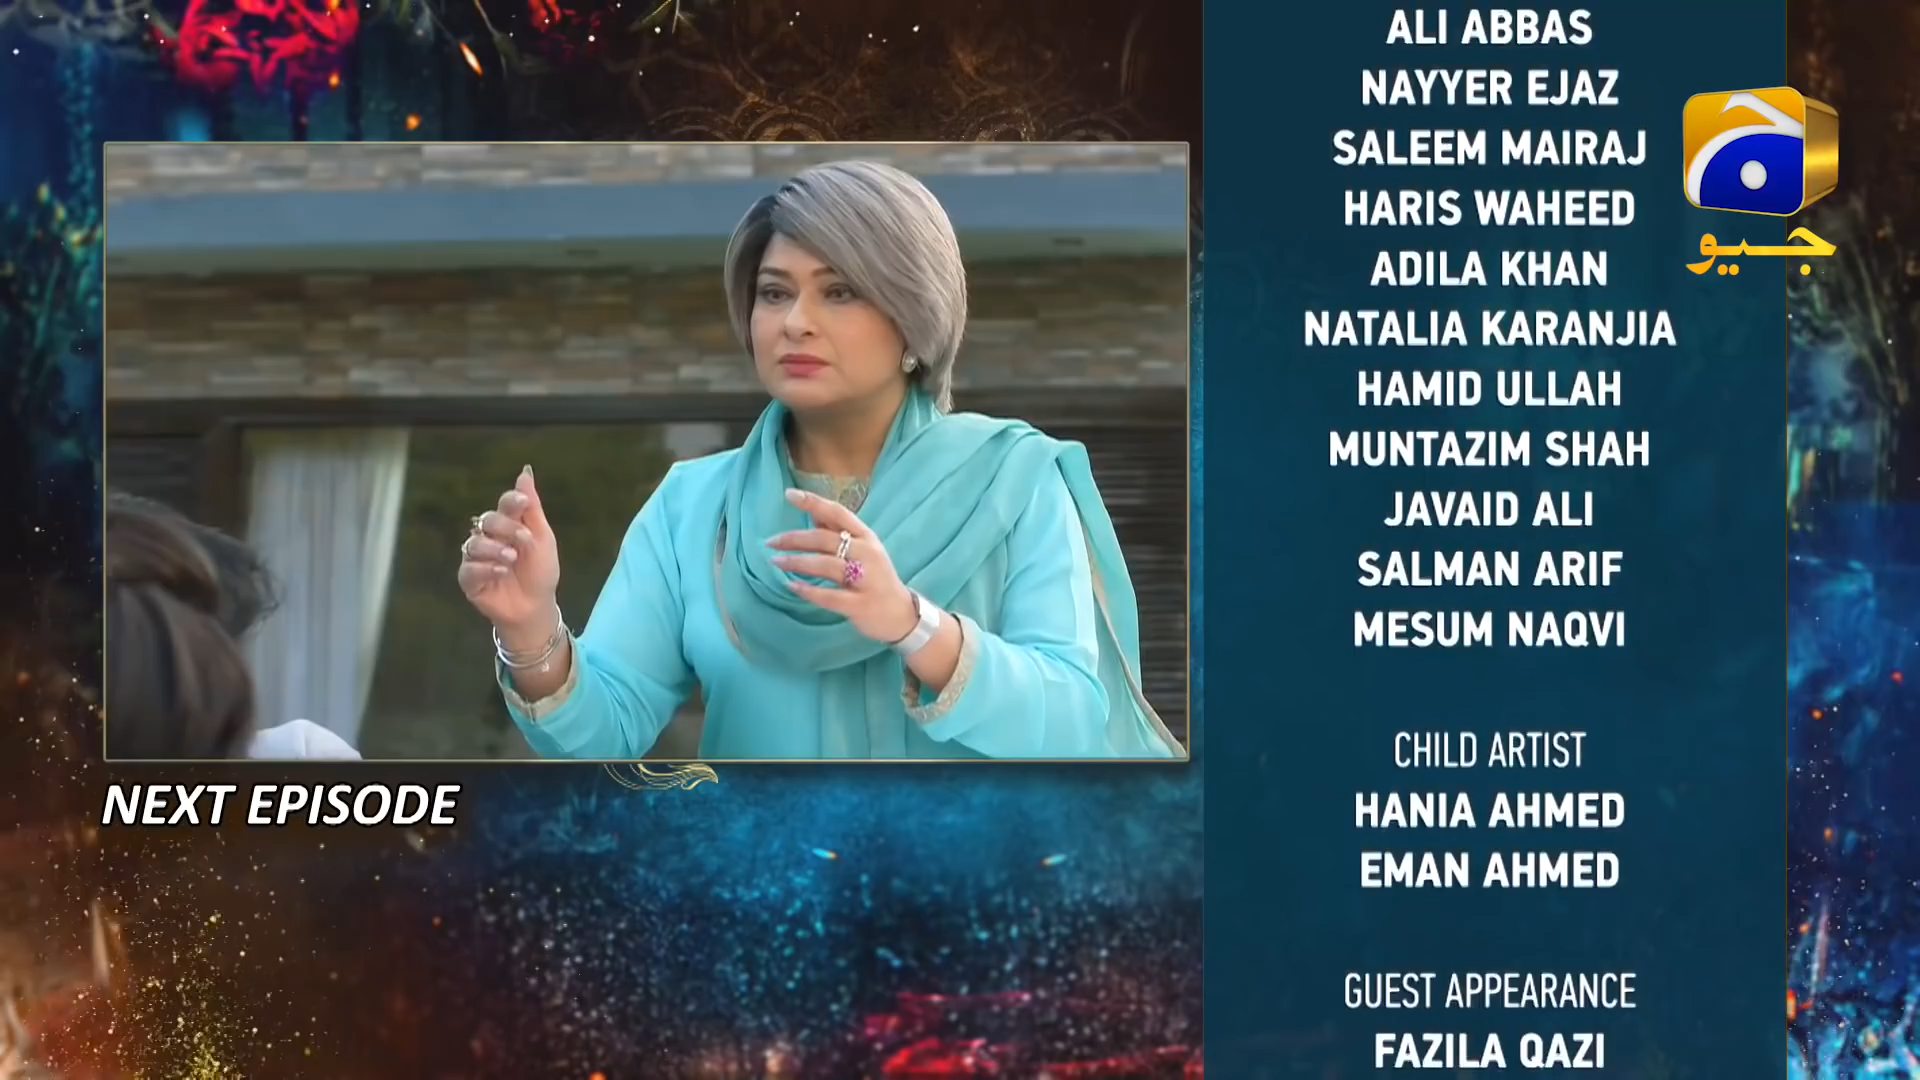 ALI ABBAS
NAYYER EJAZ
SALEEM MAIRAJ
HARIS WAHEED
ADILA KHAN
NATALIA KARANJIA
HAMID ULLAH
MUNTAZIM SHAH
JAVAID ALI
SALMAN ARIF
MESUM NAQVI
CHILD ARTIST
HANIA AHMED
EMAN AHMED
GUEST APPEARANCE
FAZILA QAZI
جیو
NEXT EPISODE